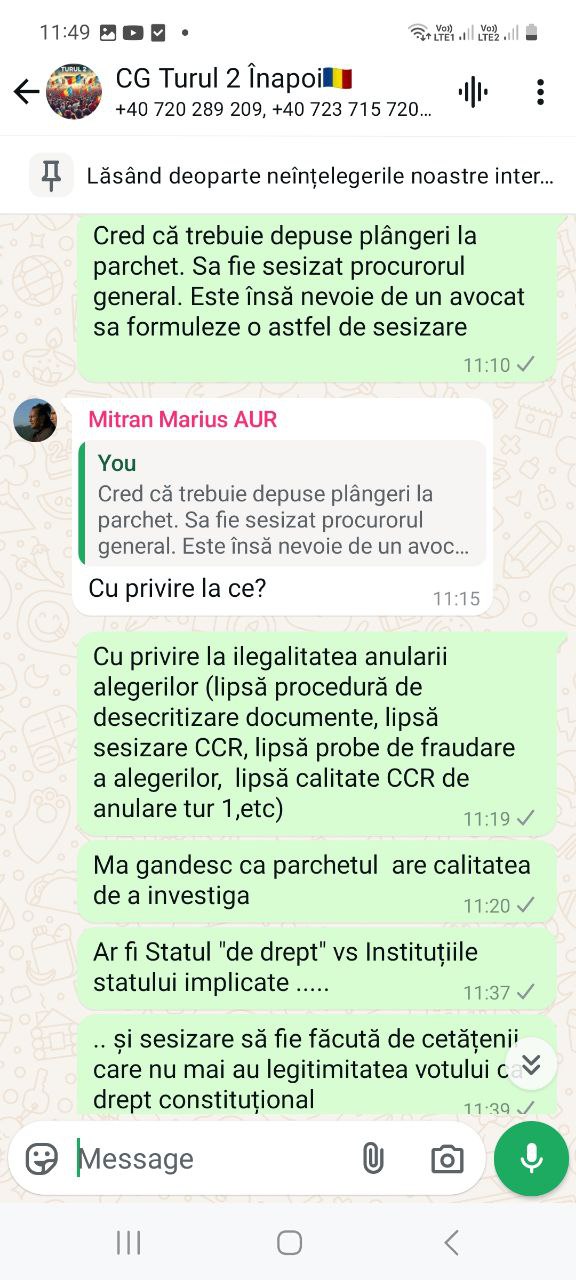 11:49
Vo)) LTE1 Vo)) LTE2
TURUL 2
CG Turul 2 Înapoi🇷🇴
+40 720 289 209, +40 723 715 720...
Lăsând deoparte neînțelegerile noastre inter...
Cred că trebuie depuse plângeri la
parchet. Sa fie sesizat procurorul
general. Este însă nevoie de un avocat
sa formuleze o astfel de sesizare
11:10
Mitran Marius AUR
You
Cred că trebuie depuse plângeri la
parchet. Sa fie sesizat procurorul
general. Este însă nevoie de un avoc...
Cu privire la ce?
11:15
Cu privire la ilegalitatea anularii
alegerilor (lipsă procedură de
desecritizare documente, lipsă
sesizare CCR, lipsă probe de fraudare
a alegerilor, lipsă calitate CCR de
anulare tur 1,etc)
11:19
Ma gandesc ca parchetul are calitatea
de a investiga
11:20
Ar fi Statul "de drept" vs Instituțiile
statului implicate .....
11:37
.. și sesizare să fie făcută de cetățenii
care nu mai au legitimitatea votului ca
drept constituțional
11:39
Message